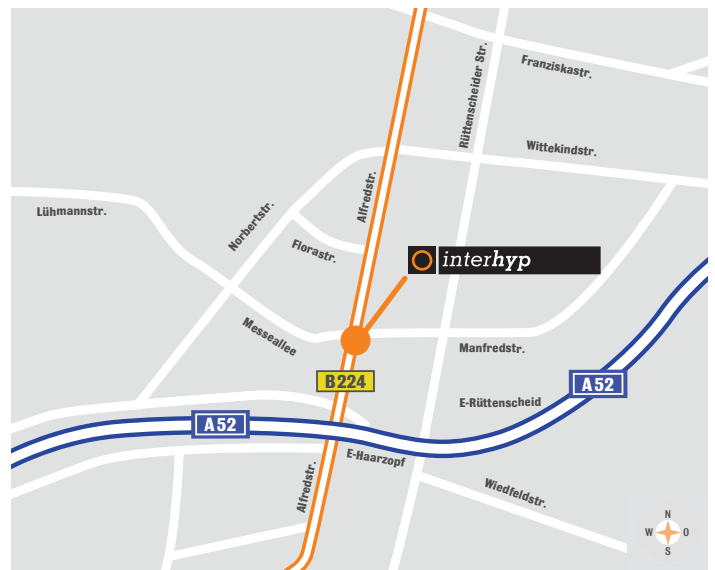 Franziskastr.
Rüttenscheider Str.
Wittekindstr.
Alfredstr.
Lühmannstr.
Norbertstr.
Florastr.
interhyp
Messeallee
Manfredstr.
B224
A52
E-Rüttenscheid
A52
E-Haarzopf
Alfredstr.
Wiedfeldstr.
N
W O
S